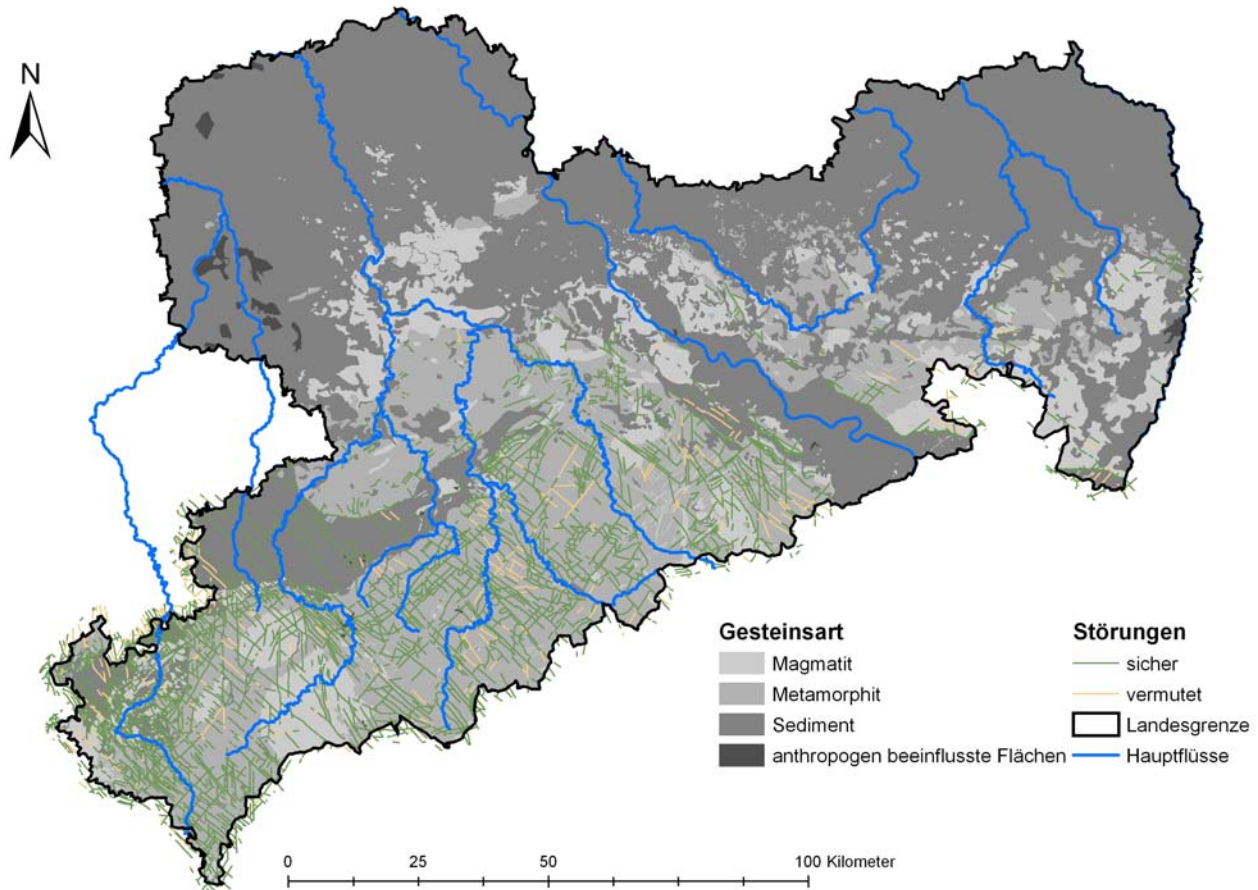 N
Gesteinsart
Magmatit
Metamorphit
Sediment
anthropogen beeinflusste Flächen
Störungen
sicher
vermutet
Landesgrenze
Hauptflüsse
0 25 50 100 Kilometer